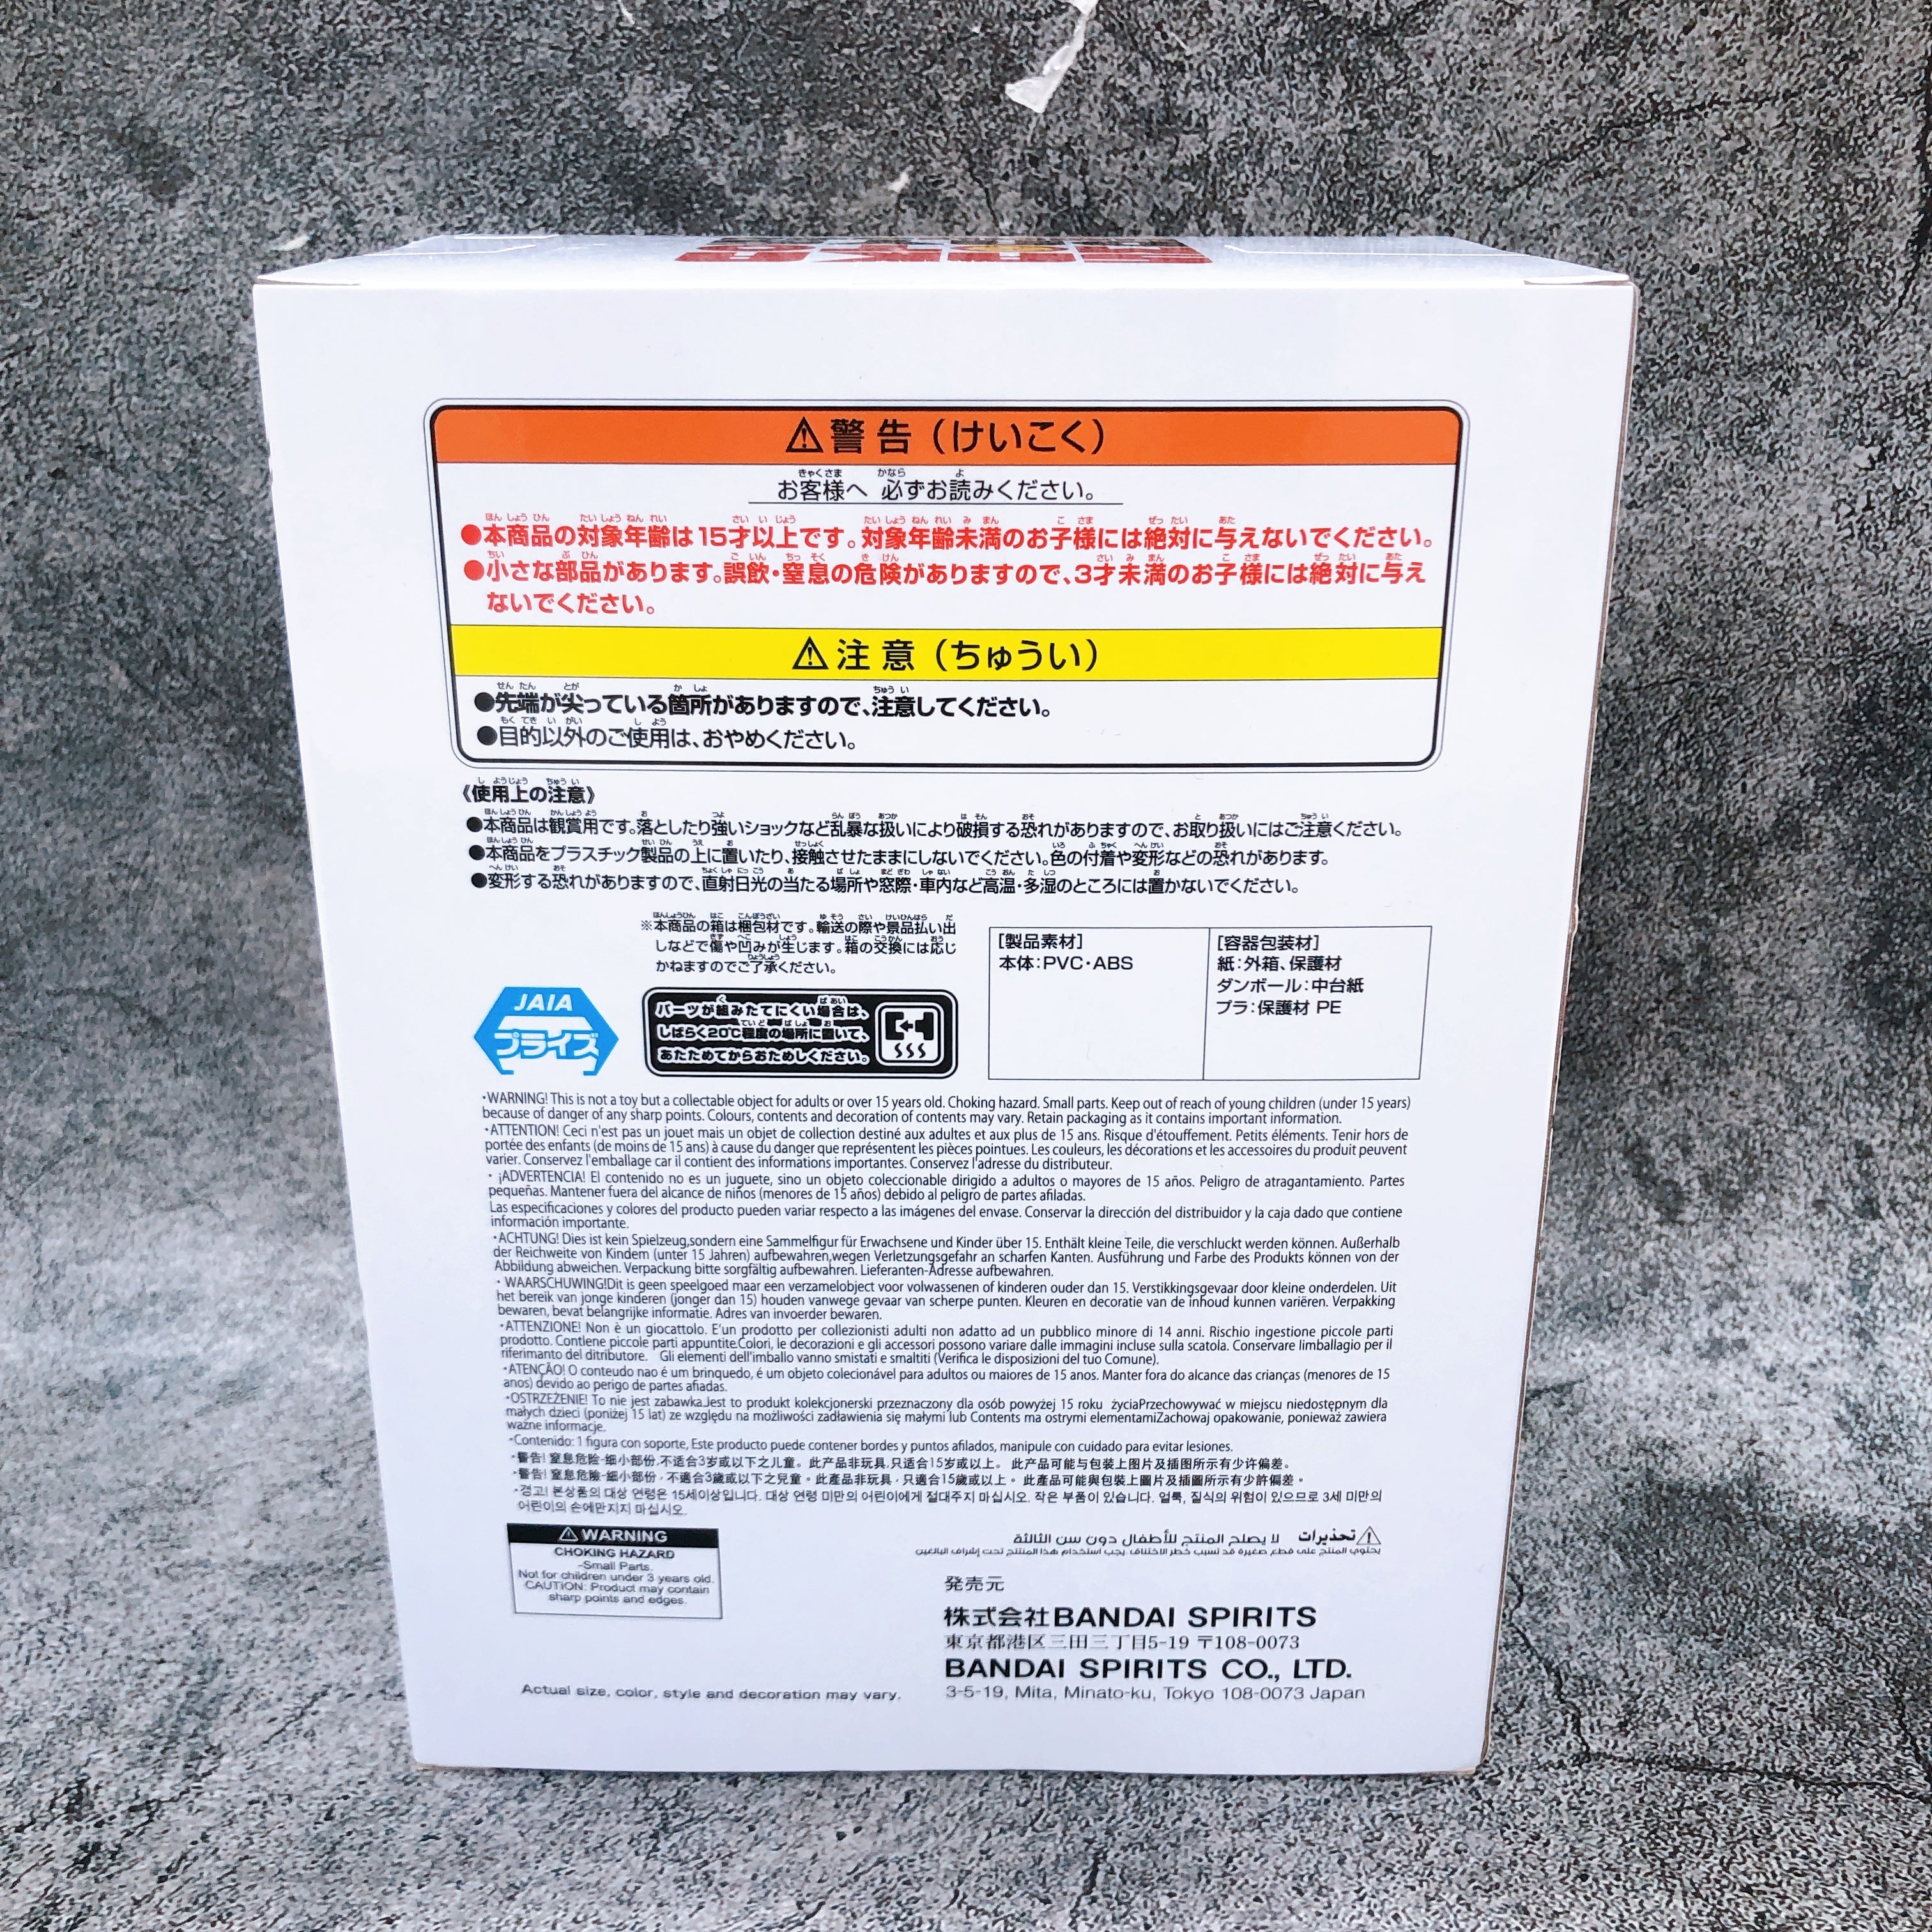 ⚠警告（けいこく）
お客様へ 必ずお読みください。
●本商品の対象年齢は15才以上です。対象年齢未満のお子様には絶対に与えないでください。
●小さな部品があります。誤飲・窒息の危険がありますので、3才未満のお子様には絶対に与え
ないでください。
⚠注意（ちゅうい）
●先端が尖っている箇所がありますので、注意してください。
●目的以外のご使用は、おやめください。
《使用上の注意》
●本商品は観賞用です。落としたり強いショックなど乱暴な扱いにより破損する恐れがありますので、お取り扱いにはご注意ください。
●本商品をプラスチック製品の上に置いたり、接触させたままにしないでください。色の付着や変形などの恐れがあります。
●変形する恐れがありますので、直射日光の当たる場所や窓際・車内など高温・多湿のところには置かないでください。
※本商品の箱は梱包材です。輸送の際や景品払い出
しなどで傷や凹みが生じます。箱の交換には応じ
かねますのでご了承ください。
JAIA
プライズ
パーツが組みたてにくい場合は、
しばらく20℃程度の場所に置いて、
あたためてからおためしください。
[製品素材]
本体：PVC・ABS
[容器包装材]
紙：外箱、保護材
ダンボール：中台紙
プラ：保護材 PE
・WARNING! This is not a toy but a collectable object for adults or over 15 years old. Choking hazard. Small parts. Keep out of reach of young children (under 15 years)
because of danger of any sharp points. Colours, contents and decoration of contents may vary. Retain packaging as it contains important information.
・ATTENTION! Ceci n'est pas un jouet mais un objet de collection destiné aux adultes et aux plus de 15 ans. Risque d'étouffement. Petits éléments. Tenir hors de
portée des enfants (de moins de 15 ans) à cause du danger que représentent les pièces pointues. Les couleurs, les décorations et les accessoires du produit peuvent
varier. Conservez l'emballage car il contient des informations importantes. Conservez l'adresse du distributeur.
・ ¡ADVERTENCIA! El contenido no es un juguete, sino un objeto coleccionable dirigido a adultos o mayores de 15 años. Peligro de atragantamiento. Partes
pequeñas. Mantener fuera del alcance de niños (menores de 15 años) debido al peligro de partes afiladas.
Las especificaciones y colores del producto pueden variar respecto a las imágenes del envase. Conservar la dirección del distribuidor y la caja dado que contiene
información importante.
・ACHTUNG! Dies ist kein Spielzeug,sondern eine Sammelfigur für Erwachsene und Kinder über 15. Enthält kleine Teile, die verschluckt werden können. Außerhalb
der Reichweite von Kindern (unter 15 Jahren) aufbewahren,wegen Verletzungsgefahr an scharfen Kanten. Ausführung und Farbe des Produkts können von der
Abbildung abweichen. Verpackung bitte sorgfältig aufbewahren. Lieferanten-Adresse aufbewahren.
・ WAARSCHUWING!Dit is geen speelgoed maar een verzamelobject voor volwassenen of kinderen ouder dan 15. Verstikkingsgevaar door kleine onderdelen. Uit
het bereik van jonge kinderen (jonger dan 15) houden vanwege gevaar van scherpe punten. Kleuren en decoratie van de inhoud kunnen variëren. Verpakking
bewaren, bevat belangrijke informatie. Adres van invoerder bewaren.
・ATTENZIONE! Non è un giocattolo. E'un prodotto per collezionisti adulti non adatto ad un pubblico minore di 14 anni. Rischio ingestione piccole parti
prodotto. Contiene piccole parti appuntite.Colori, le decorazioni e gli accessori possono variare dalle immagini incluse sulla scatola. Conservare limballagio per il
riferimanto del ditributore. Gli elementi dell'imballo vanno smistati e smaltiti (Verifica le disposizioni del tuo Comune).
・ATENÇÃO! O conteudo nao é um brinquedo, é um objeto colecionável para adultos ou maiores de 15 anos. Manter fora do alcance das crianças (menores de 15
anos) devido ao perigo de partes afiadas.
・OSTRZEŻENIE! To nie jest zabawka.Jest to produkt kolekcjonerski przeznaczony dla osób powyżej 15 roku życiaPrzechowywać w miejscu niedostępnym dla
małych dzieci (poniżej 15 lat) ze względu na możliwości zadławienia się małymi lub Contents ma ostrymi elementamiZachowaj opakowanie, ponieważ zawiera
ważne informacje.
・Contenido: 1 figura con soporte, Este producto puede contener bordes y puntos afilados, manipule con cuidado para evitar lesiones.
・警告! 窒息危险-细小部份,不适合3岁或以下之儿童。此产品非玩具,只适合15岁或以上。 此产品可能与包装上图片及插图所示有少许偏差。
・警告! 窒息危險-細小部份，不適合3歲或以下之兒童。此產品非玩具，只適合15歲或以上。 此產品可能與包裝上圖片及插圖所示有少許偏差。
・경고! 본상품의 대상 연령은 15세이상입니다. 대상 연령 미만의 어린이에게 절대주지 마십시오. 작은 부품이 있습니다. 얼룩, 질식의 위험이 있으므로 3세 미만의
어린이의 손에만지지 마십시오.
⚠WARNING
CHOKING HAZARD
-Small Parts.
Not for children under 3 years old.
CAUTION: Product may contain
sharp points and edges.
⚠تحذيرات لا يصلح المنتج للأطفال دون سن الثالثة
يحتوي المنتج على قطع صغيرة قد تسبب خطر الاختناق. يجب استخدام هذا المنتج تحت إشراف البالغين
発売元
株式会社BANDAI SPIRITS
東京都港区三田三丁目5-19 〒108-0073
BANDAI SPIRITS CO., LTD.
3-5-19, Mita, Minato-ku, Tokyo 108-0073 Japan
Actual size, color, style and decoration may vary.